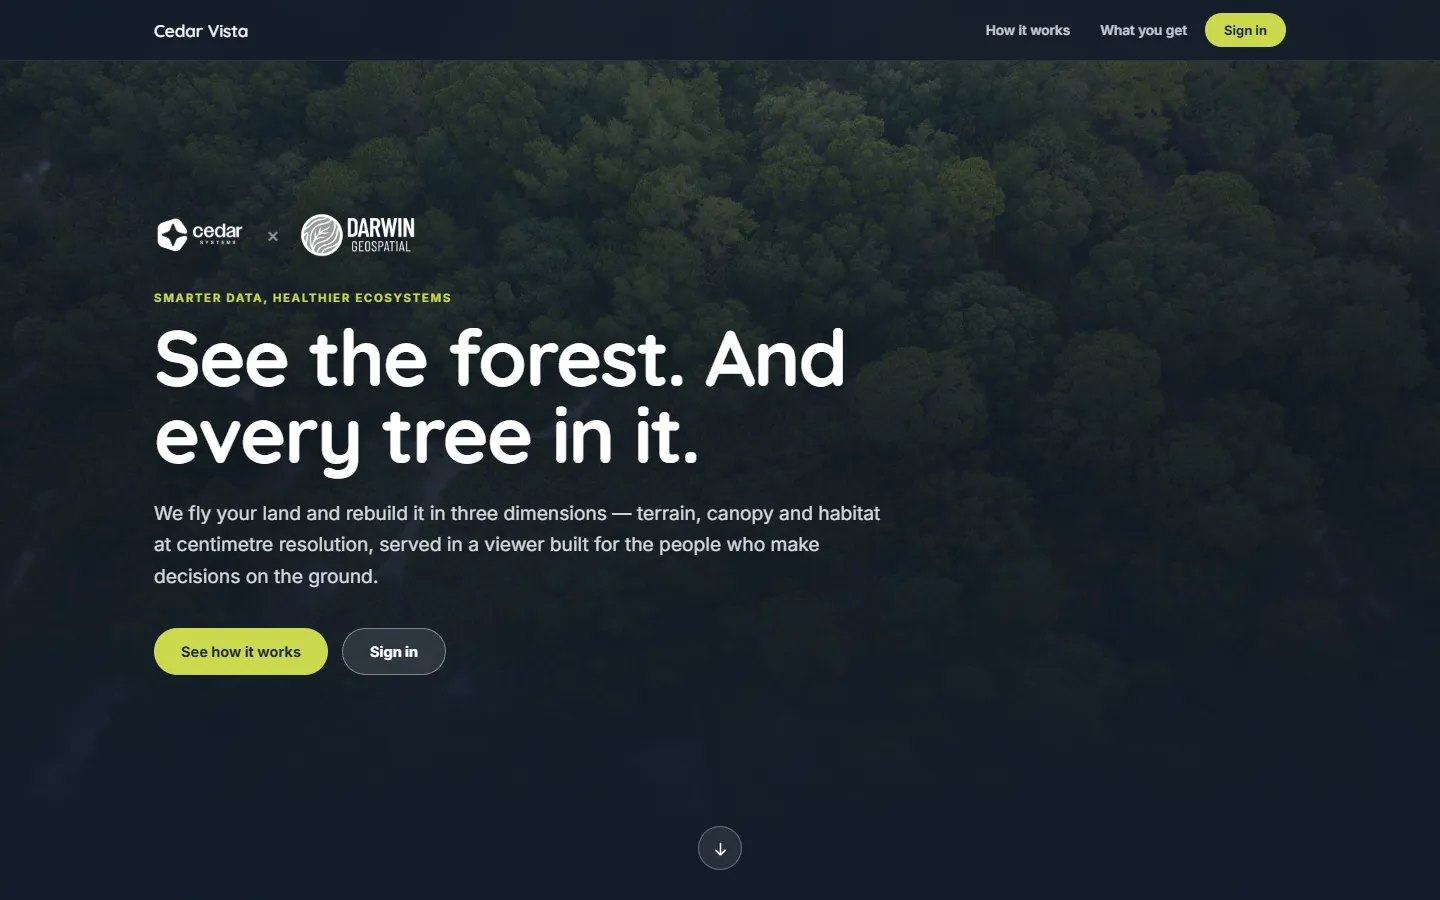 Cedar Vista
How it works
What you get
Sign in
cedar
SYSTEMS
×
DARWIN
GEOSPATIAL
SMARTER DATA, HEALTHIER ECOSYSTEMS
See the forest. And
every tree in it.
We fly your land and rebuild it in three dimensions — terrain, canopy and habitat
at centimetre resolution, served in a viewer built for the people who make
decisions on the ground.
See how it works
Sign in